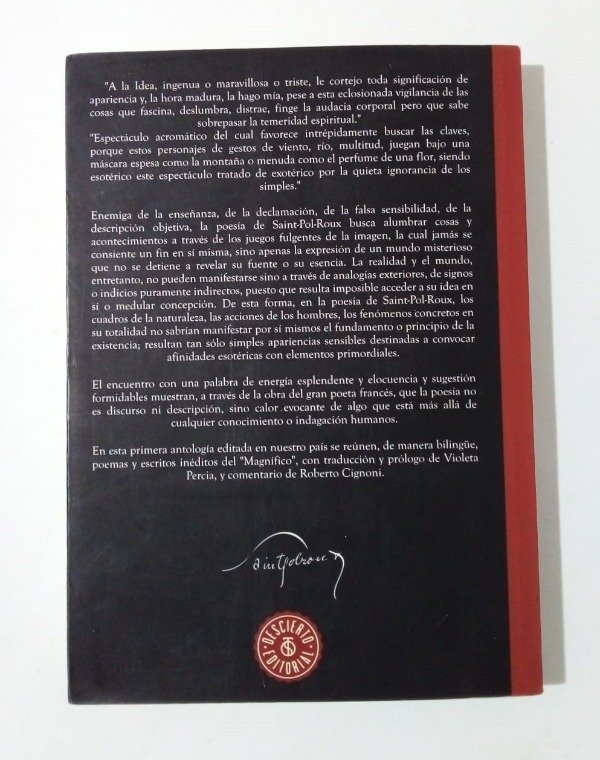 "A la Idea, ingenua o maravillosa o triste, le cortejo toda significación de
apariencia y, la hora madura, la hago mía, pese a esta eclosionada vigilancia de las
cosas que fascina, deslumbra, distrae, finge la audacia corporal pero que sabe
sobrepasar la temeridad espiritual."
"Espectáculo acromático del cual favorece intrépidamente buscar las claves,
porque estos personajes de gestos de viento, río, multitud, juegan bajo una
máscara espesa como la montaña o menuda como el perfume de una flor, siendo
esotérico este espectáculo tratado de exotérico por la quieta ignorancia de los
simples."
Enemiga de la enseñanza, de la declamación, de la falsa sensibilidad, de la
descripción objetiva, la poesía de Saint-Pol-Roux busca alumbrar cosas y
acontecimientos a través de los juegos fulgentes de la imagen, la cual jamás se
consiente un fin en sí misma, sino apenas la expresión de un mundo misterioso
que no se detiene a revelar su fuente o su esencia. La realidad y el mundo,
entretanto, no pueden manifestarse sino a través de analogías exteriores, de signos
o indicios puramente indirectos, puesto que resulta imposible acceder a su idea en
sí o medular concepción. De esta forma, en la poesía de Saint-Pol-Roux, los
cuadros de la naturaleza, las acciones de los hombres, los fenómenos concretos en
su totalidad no sabrían manifestar por sí mismos el fundamento o principio de la
existencia; resultan tan sólo simples apariencias sensibles destinadas a convocar
afinidades esotéricas con elementos primordiales.
El encuentro con una palabra de energía esplendente y elocuencia y sugestión
formidables muestran, a través de la obra del gran poeta francés, que la poesía no
es discurso ni descripción, sino calor evocante de algo que está más allá de
cualquier conocimiento o indagación humanos.
En esta primera antología editada en nuestro país se reúnen, de manera bilingüe,
poemas y escritos inéditos del "Magnífico", con traducción y prólogo de Violeta
Percia, y comentario de Roberto Cignoni.
DESCIERTO
EDITORIAL